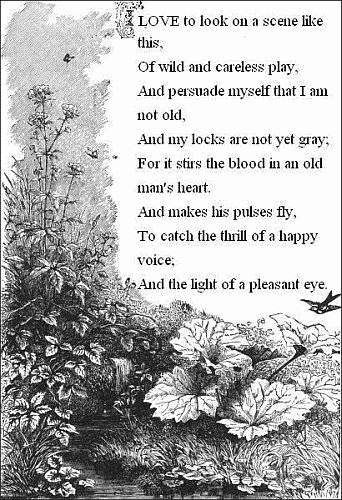 I LOVE to look on a scene like
this,
Of wild and careless play,
And persuade myself that I am
not old,
And my locks are not yet gray;
For it stirs the blood in an old
man's heart.
And makes his pulses fly,
To catch the thrill of a happy
voice;
And the light of a pleasant eye.